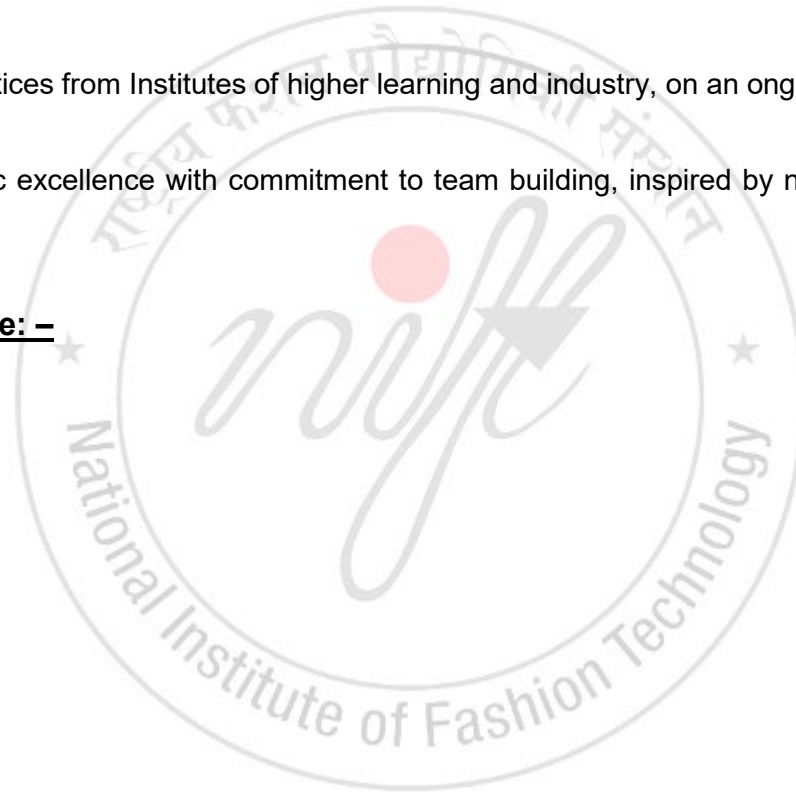 राष्ट्रीय फैशन प्रौद्योगिकी संस्थान
tices from Institutes of higher learning and industry, on an ong
c excellence with commitment to team building, inspired by n
e: –
nift
National Institute of Fashion Technology